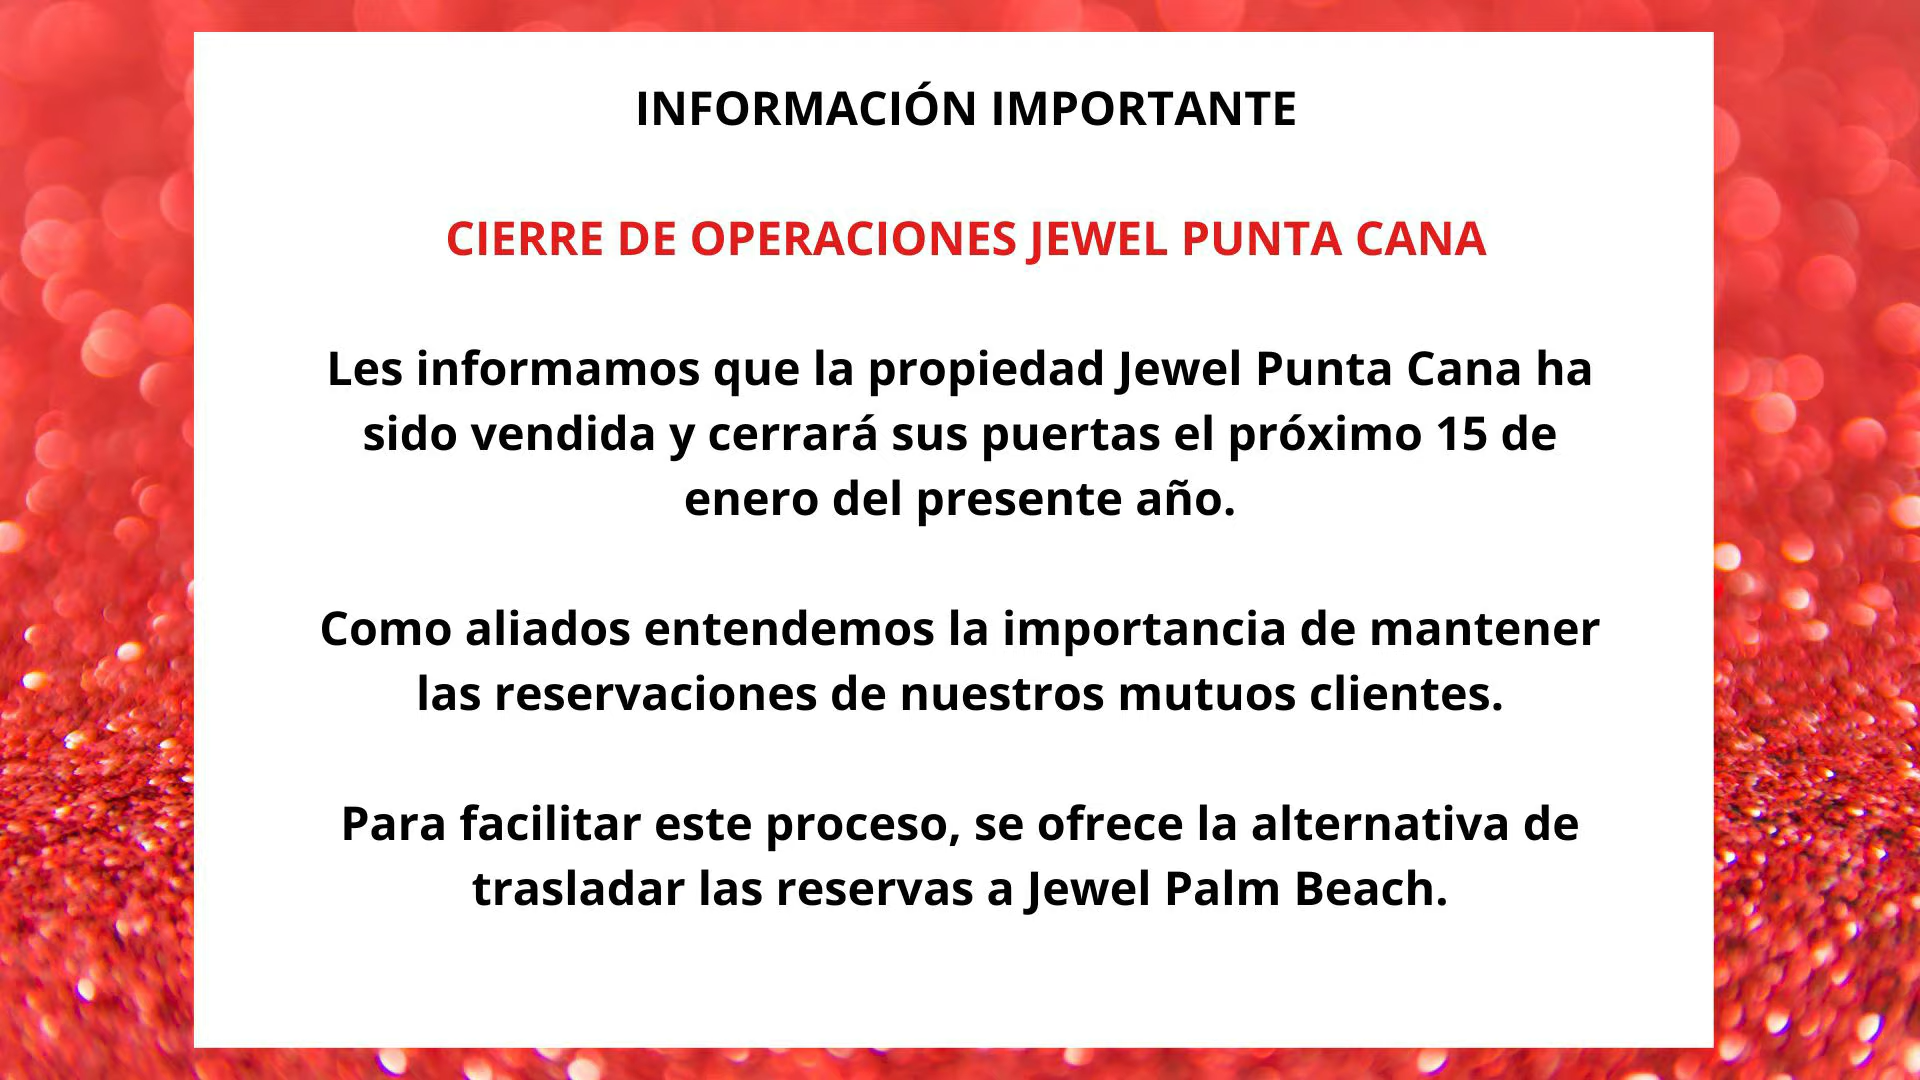 INFORMACIÓN IMPORTANTE
CIERRE DE OPERACIONES JEWEL PUNTA CANA
Les informamos que la propiedad Jewel Punta Cana ha
sido vendida y cerrará sus puertas el próximo 15 de
enero del presente año.
Como aliados entendemos la importancia de mantener
las reservaciones de nuestros mutuos clientes.
Para facilitar este proceso, se ofrece la alternativa de
trasladar las reservas a Jewel Palm Beach.